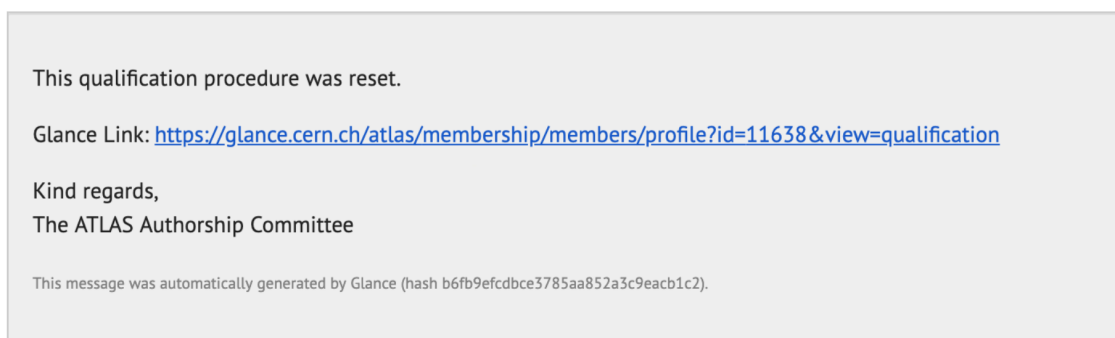 This qualification procedure was reset.
Glance Link: https://glance.cern.ch/atlas/membership/members/profile?id=11638&view=qualification
Kind regards,
The ATLAS Authorship Committee
This message was automatically generated by Glance (hash b6fb9efcdbce3785aa852a3c9eacb1c2).